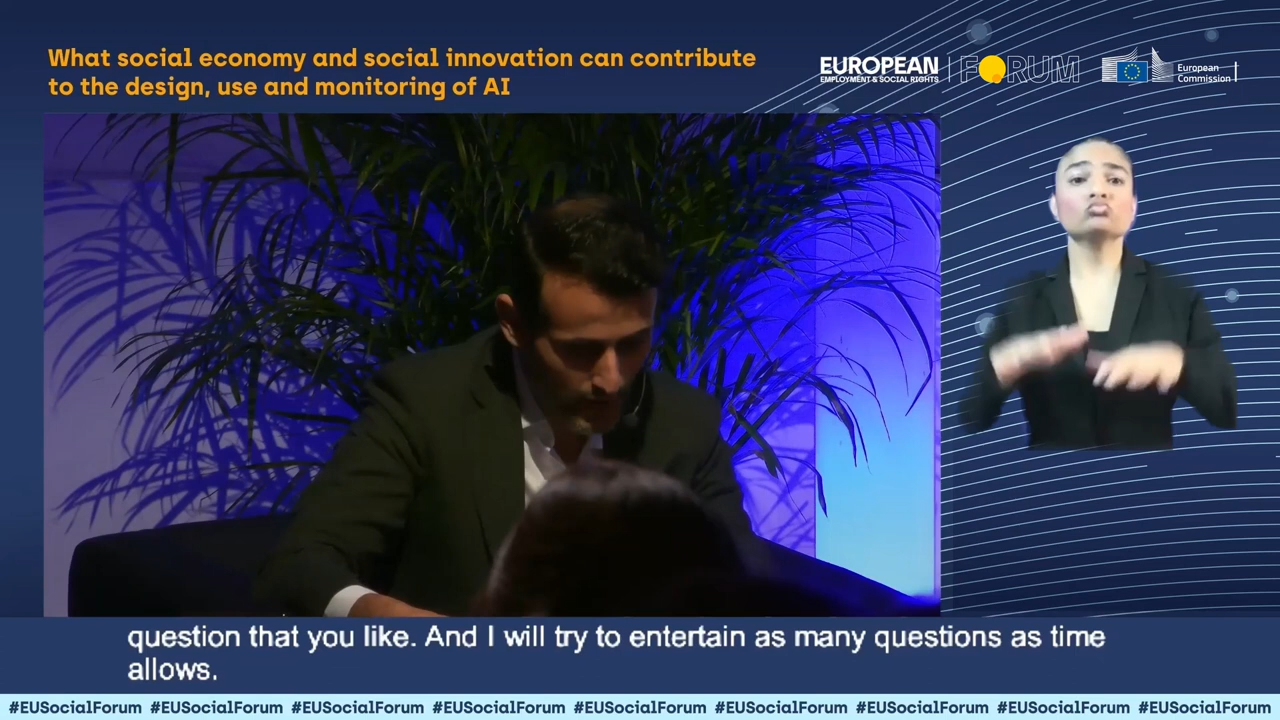 What social economy and social innovation can contribute
to the design, use and monitoring of AI
EUROPEAN
EMPLOYMENT & SOCIAL RIGHTS
FORUM
European
Commission
question that you like. And I will try to entertain as many questions as time
allows.
#EUSocialForum #EUSocialForum #EUSocialForum #EUSocialForum #EUSocialForum #EUSocialForum #EUSocialForum #EUSocialForum #EUSocialForum